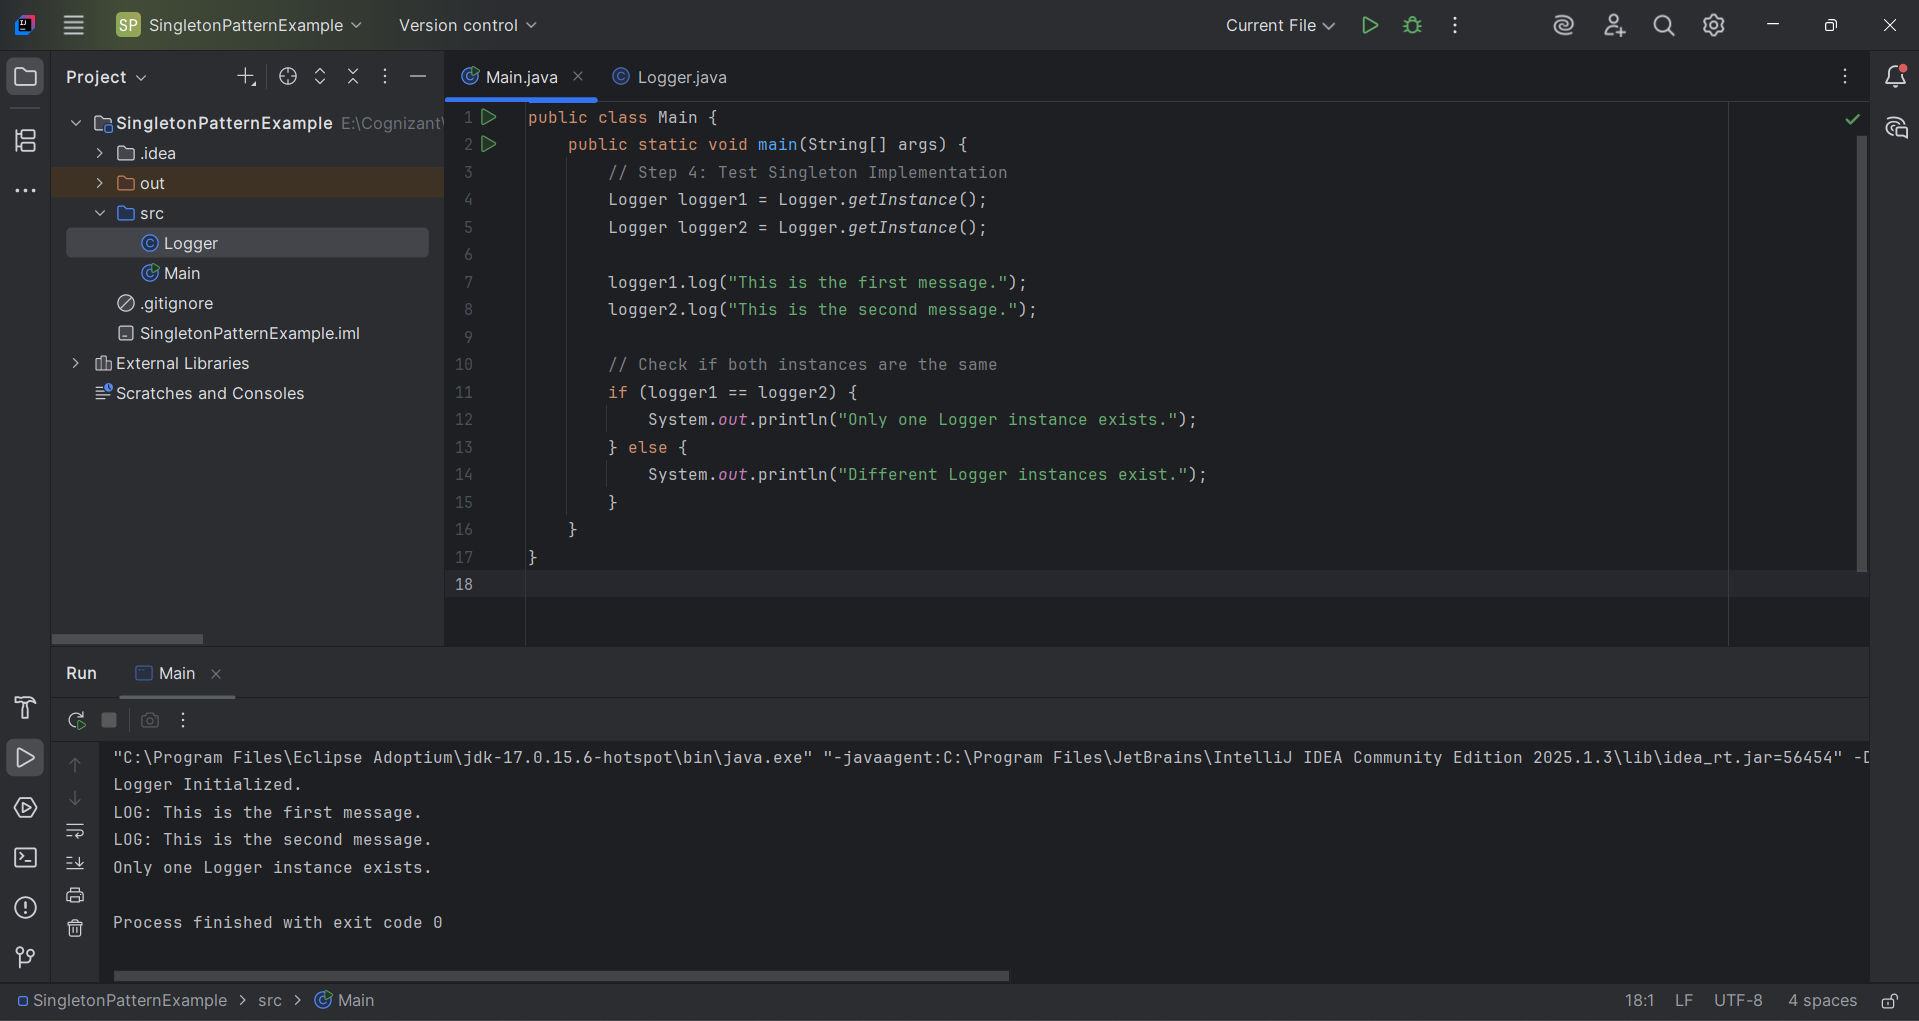 SP SingletonPatternExample Version control Current File
Project
Main.java Logger.java
SingletonPatternExample E:\Cognizant\
.idea
out
src
Logger
Main
.gitignore
SingletonPatternExample.iml
External Libraries
Scratches and Consoles
1 public class Main {
2 public static void main(String[] args) {
3 // Step 4: Test Singleton Implementation
4 Logger logger1 = Logger.getInstance();
5 Logger logger2 = Logger.getInstance();
6
7 logger1.log("This is the first message.");
8 logger2.log("This is the second message.");
9
10 // Check if both instances are the same
11 if (logger1 == logger2) {
12 System.out.println("Only one Logger instance exists.");
13 } else {
14 System.out.println("Different Logger instances exist.");
15 }
16 }
17 }
18
Run Main
"C:\Program Files\Eclipse Adoptium\jdk-17.0.15.6-hotspot\bin\java.exe" "-javaagent:C:\Program Files\JetBrains\IntelliJ IDEA Community Edition 2025.1.3\lib\idea_rt.jar=56454" -D
Logger Initialized.
LOG: This is the first message.
LOG: This is the second message.
Only one Logger instance exists.
Process finished with exit code 0
SingletonPatternExample > src > Main 18:1 LF UTF-8 4 spaces